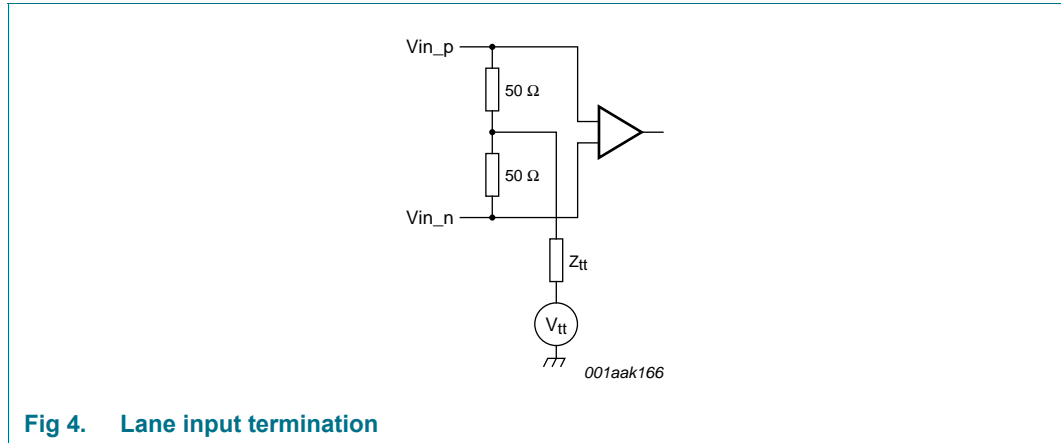 Vin_p
50 Ω
50 Ω
Vin_n
Ztt
Vtt
001aak166
Fig 4. Lane input termination